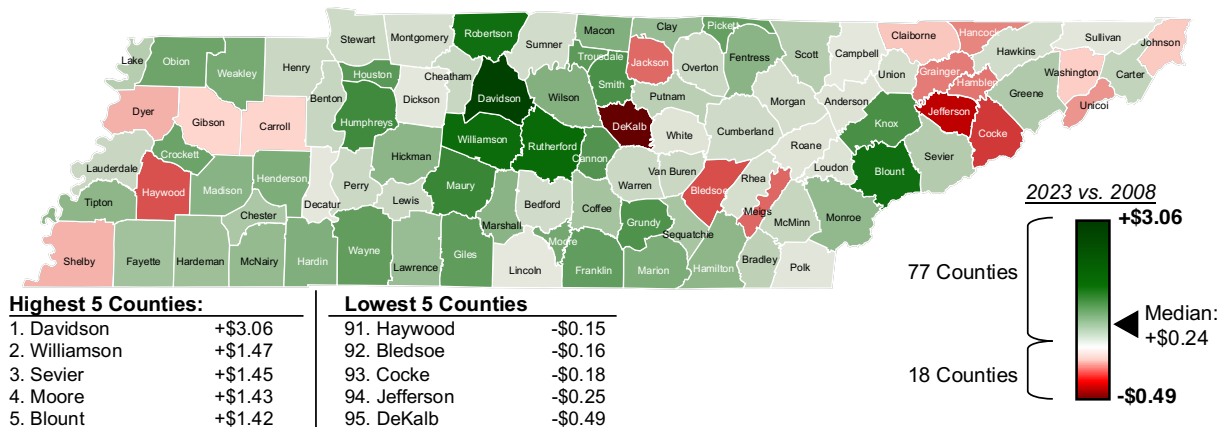 Stewart
Montgomery
Robertson
Sumner
Macon
Clay
Pickett
Scott
Campbell
Claiborne
Hancock
Hawkins
Sullivan
Johnson
Lake
Obion
Weakley
Henry
Houston
Cheatham
Trousdale
Jackson
Overton
Fentress
Union
Grainger
Hamblen
Washington
Carter
Benton
Dickson
Davidson
Wilson
Smith
Putnam
Morgan
Anderson
Greene
Unicoi
Dyer
Gibson
Carroll
Humphreys
Williamson
Rutherford
DeKalb
White
Cumberland
Roane
Knox
Jefferson
Cocke
Crockett
Hickman
Cannon
Van Buren
Rhea
Loudon
Blount
Sevier
Lauderdale
Haywood
Madison
Henderson
Decatur
Perry
Lewis
Maury
Bedford
Coffee
Warren
Bledsoe
Meigs
McMinn
Monroe
Tipton
Chester
Marshall
Moore
Grundy
Sequatchie
Shelby
Fayette
Hardeman
McNairy
Hardin
Wayne
Lawrence
Giles
Lincoln
Franklin
Marion
Hamilton
Bradley
Polk
2023 vs. 2008
+$3.06
77 Counties
Median:
+$0.24
18 Counties
-$0.49
Highest 5 Counties:
1. Davidson +$3.06
2. Williamson +$1.47
3. Sevier +$1.45
4. Moore +$1.43
5. Blount +$1.42
Lowest 5 Counties
91. Haywood -$0.15
92. Bledsoe -$0.16
93. Cocke -$0.18
94. Jefferson -$0.25
95. DeKalb -$0.49